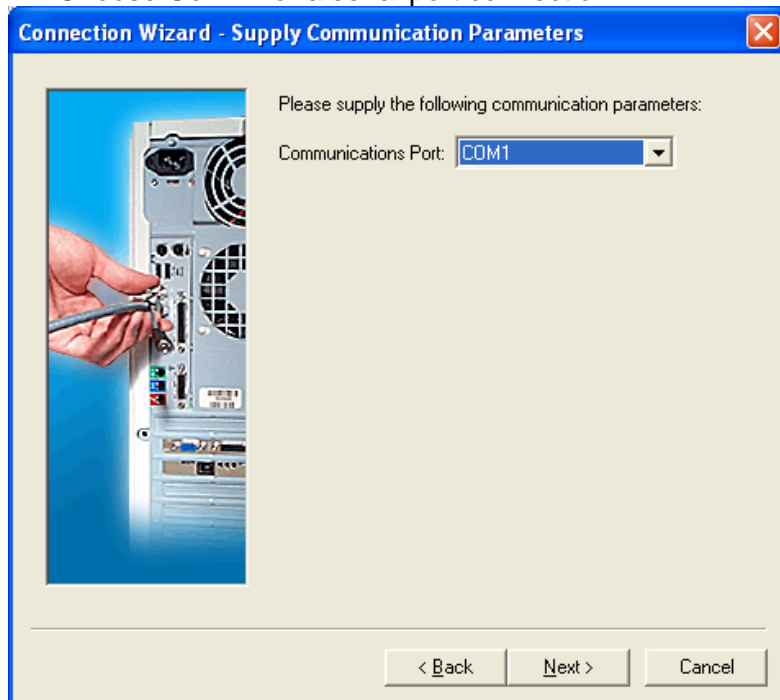 Connection Wizard - Supply Communication Parameters
Please supply the following communication parameters:
Communications Port: COM1
< Back Next > Cancel